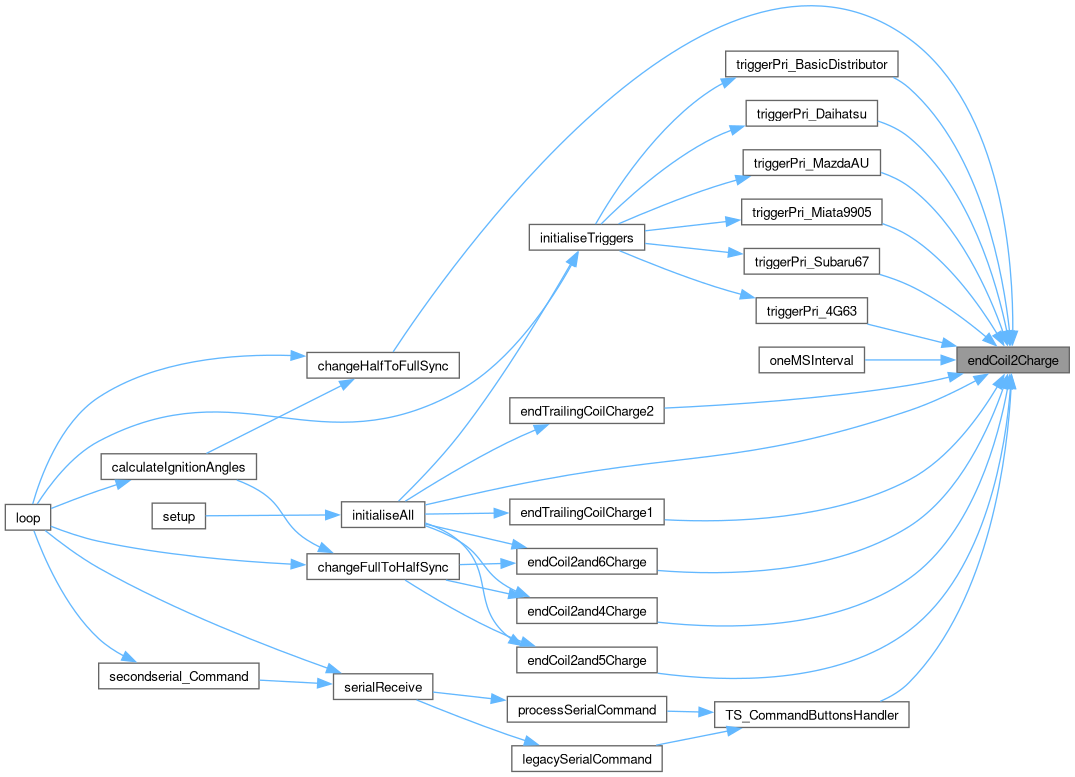 triggerPri_BasicDistributor
triggerPri_Daihatsu
triggerPri_MazdaAU
triggerPri_Miata9905
initialiseTriggers
triggerPri_Subaru67
triggerPri_4G63
oneMSInterval
endCoil2Charge
changeHalfToFullSync
endTrailingCoilCharge2
calculateIgnitionAngles
loop
setup
initialiseAll
endTrailingCoilCharge1
changeFullToHalfSync
endCoil2and6Charge
endCoil2and4Charge
endCoil2and5Charge
secondserial_Command
serialReceive
processSerialCommand
TS_CommandButtonsHandler
legacySerialCommand